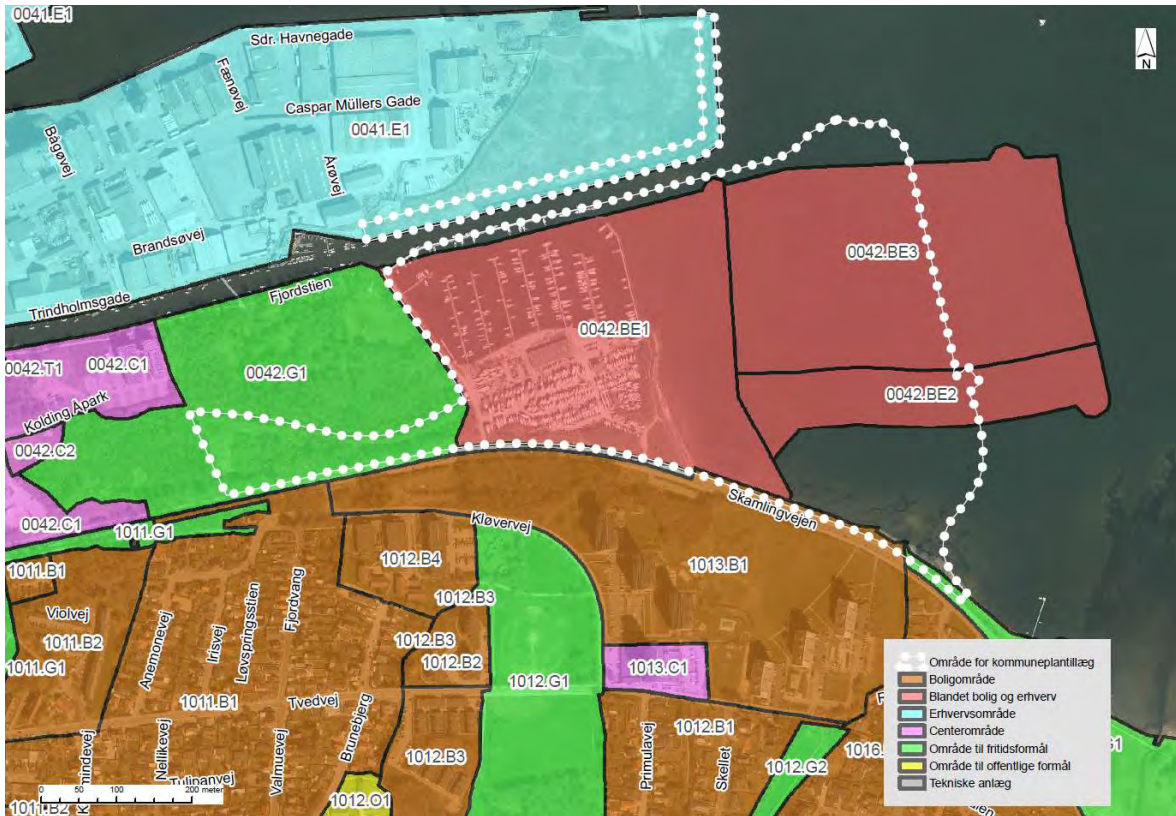 0041.E1
Sdr. Havnegade
Fænøvej
N
Caspar Müllers Gade
0041.E1
Bågøvej
Årøvej
Brandsøvej
0042.BE3
Trindholmsgade
Fjordstien
0042.BE1
0042.T1
0042.C1
0042.G1
0042.BE2
Kolding Åpark
0042.C2
Skamlingvejen
0042.C1
1011.G1
Kløvervej
1012.B4
1013.B1
1011.B1
1012.B3
Violvej
Anemonevej
Irisvej
Løvspringsstien
Fjordvang
1011.B2
1012.B3
1011.G1
1012.B2
1013.C1
1012.G1
1011.B1
Tvedvej
Brunebjerg
1012.B1
Nellikevej
Valmuevej
1012.B3
Primulavej
Skellet
1016.
G1
Tulipanvej
1012.G2
1012.O1
1011.B2
0 50 100 200 meter
Område for kommuneplantillæg
Boligområde
Blandet bolig og erhverv
Erhvervsområde
Centerområde
Område til fritidsformål
Område til offentlige formål
Tekniske anlæg